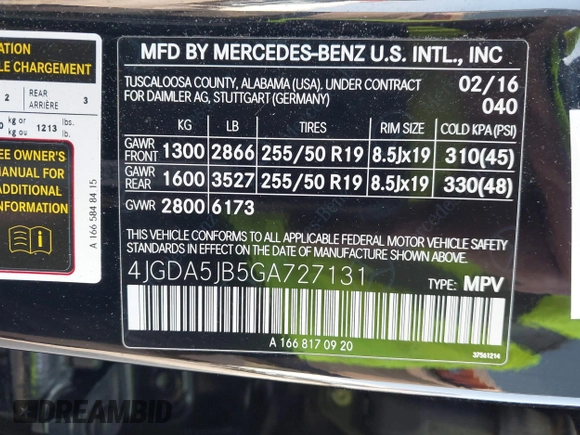 ATION
LE CHARGEMENT
2 REAR ARRIÈRE 3
kg or lbs.
kg ou 1213 lb.
EE OWNER'S
MANUAL FOR
ADDITIONAL
INFORMATION
A 166 584 84 15
MFD BY MERCEDES-BENZ U.S. INTL., INC
TUSCALOOSA COUNTY, ALABAMA (USA). UNDER CONTRACT 02/16
FOR DAIMLER AG, STUTTGART (GERMANY) 040
KG LB TIRES RIM SIZE COLD KPA(PSI)
GAWR FRONT 1300 2866 255/50 R19 8.5Jx19 310(45)
GAWR REAR 1600 3527 255/50 R19 8.5Jx19 330(48)
GVWR 2800 6173
THIS VEHICLE CONFORMS TO ALL APPLICABLE FEDERAL MOTOR VEHICLE SAFETY
STANDARDS IN EFFECT ON THE DATE OF MANUFACTURE SHOWN ABOVE.
4JGDA5JB5GA727131 TYPE: MPV
A 166 817 09 20 37561214
DREAMBID